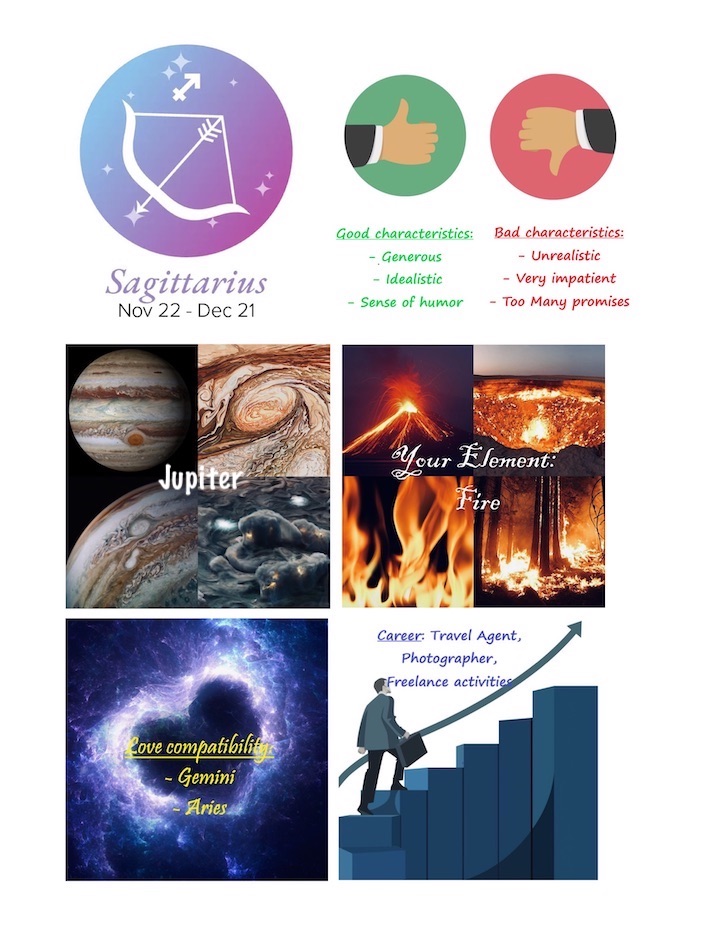 Sagittarius
Nov 22 - Dec 21
Good characteristics:
- Generous
- Idealistic
- Sense of humor
Bad characteristics:
- Unrealistic
- Very impatient
- Too Many promises
Jupiter
Your Element:
Fire
Love compatibility:
- Gemini
- Aries
Career: Travel Agent,
Photographer,
Freelance activities